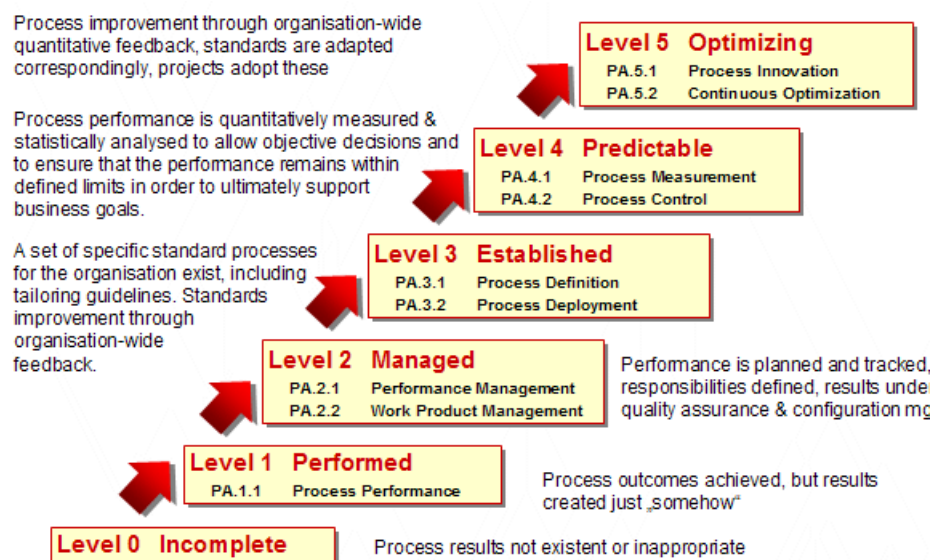 Process improvement through organisation-wide
quantitative feedback, standards are adapted
correspondingly, projects adopt these
Level 5 Optimizing
PA.5.1 Process Innovation
PA.5.2 Continuous Optimization
Process performance is quantitatively measured &
statistically analysed to allow objective decisions and
to ensure that the performance remains within
defined limits in order to ultimately support
business goals.
Level 4 Predictable
PA.4.1 Process Measurement
PA.4.2 Process Control
A set of specific standard processes
for the organisation exist, including
tailoring guidelines. Standards
improvement through
organisation-wide
feedback.
Level 3 Established
PA.3.1 Process Definition
PA.3.2 Process Deployment
Level 2 Managed
PA.2.1 Performance Management
PA.2.2 Work Product Management
Performance is planned and tracked,
responsibilities defined, results under
quality assurance & configuration mg
Level 1 Performed
PA.1.1 Process Performance
Process outcomes achieved, but results
created just „somehow“
Level 0 Incomplete
Process results not existent or inappropriate